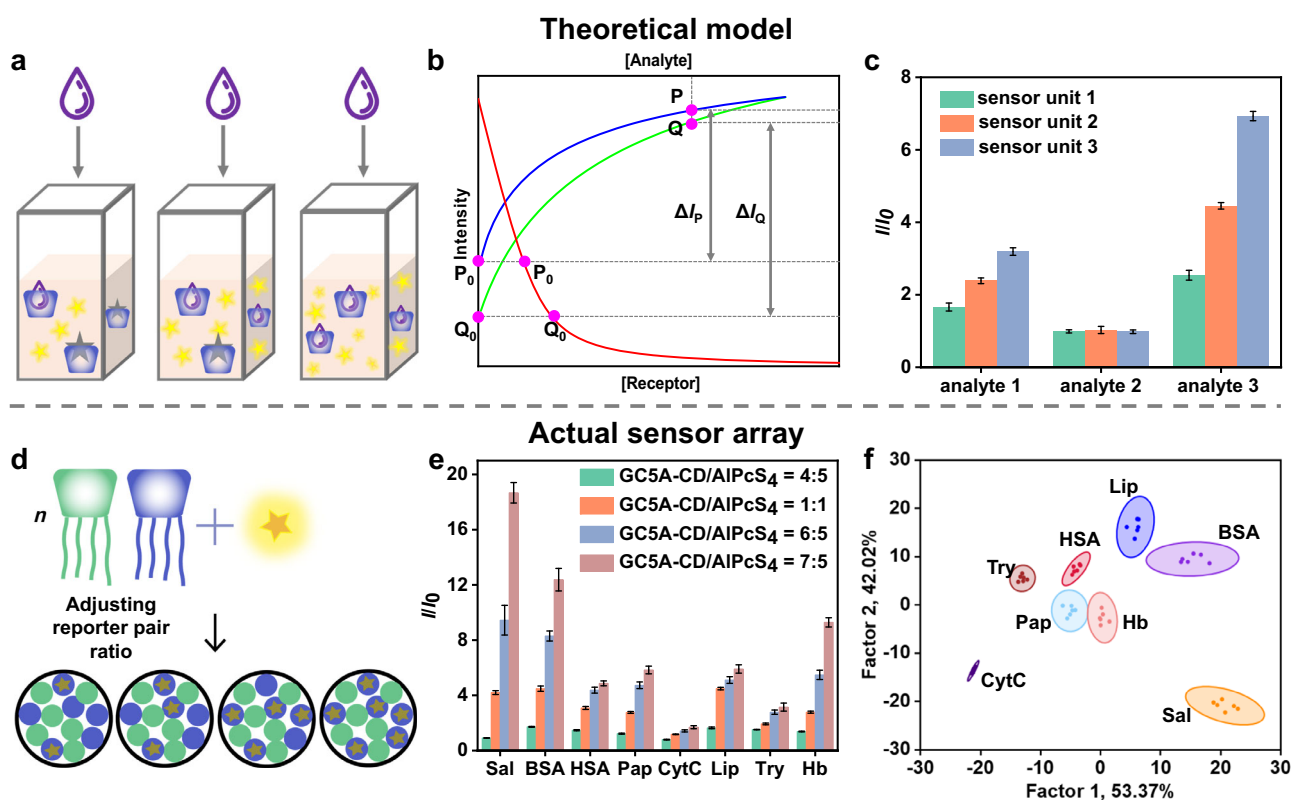 Theoretical model
a
b
[Analyte]
P
Q
Intensity
ΔIP
ΔIQ
P0
P0
Q0
Q0
[Receptor]
c
8
6
4
2
0
I/I0
sensor unit 1
sensor unit 2
sensor unit 3
analyte 1
analyte 2
analyte 3
Actual sensor array
d
n
Adjusting
reporter pair
ratio
e
20
16
12
8
4
0
I/I0
GC5A-CD/AlPcS4 = 4:5
GC5A-CD/AlPcS4 = 1:1
GC5A-CD/AlPcS4 = 6:5
GC5A-CD/AlPcS4 = 7:5
Sal BSA HSA Pap CytC Lip Try Hb
f
30
20
10
0
-10
-20
-30
Factor 2, 42.02%
Lip
BSA
HSA
Try
Pap
Hb
CytC
Sal
-30 -20 -10 0 10 20 30
Factor 1, 53.37%